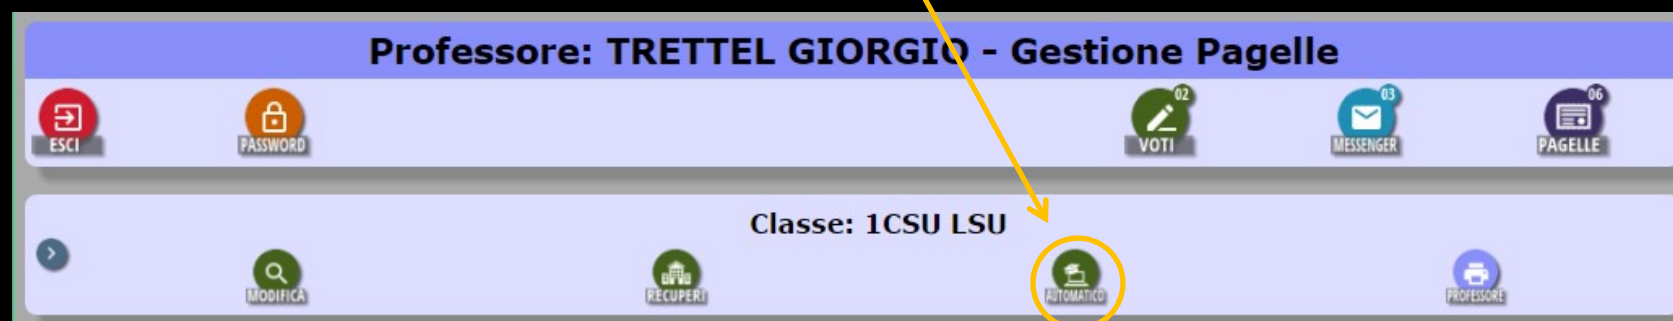 Professore: TRETTEL GIORGIO - Gestione Pagelle
ESCI PASSWORD 02 VOTI 03 MESSENGER 06 PAGELLE
Classe: 1CSU LSU
MODIFICA RECUPERI AUTOMATICO PROFESSORE